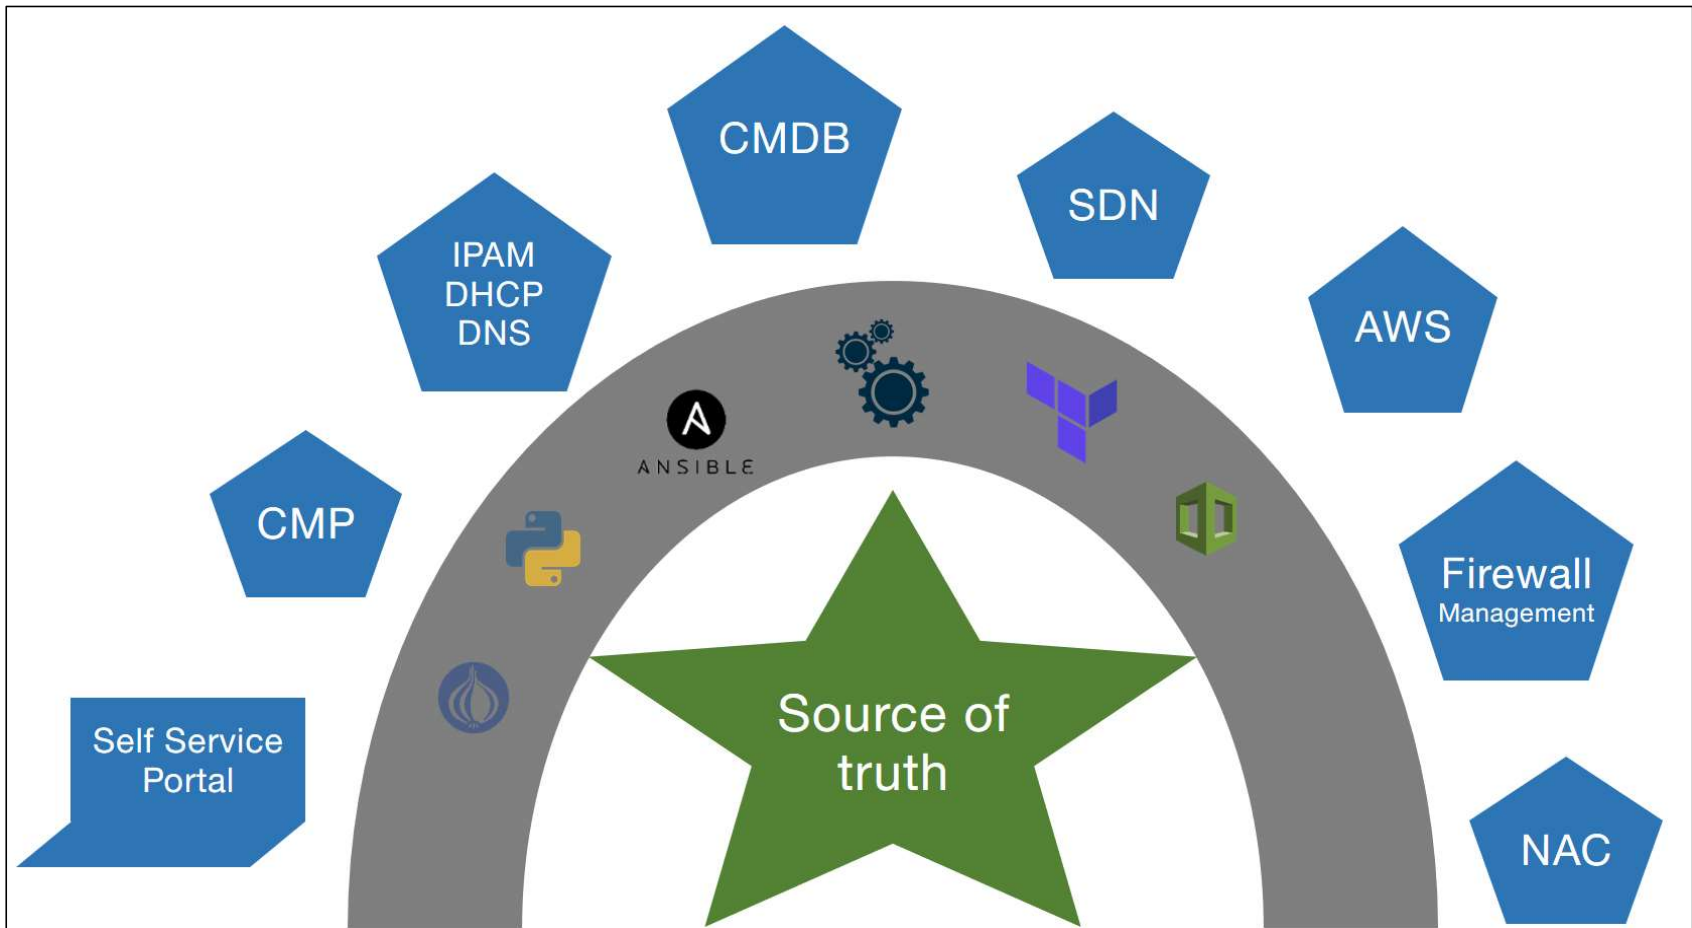 CMDB
SDN
IPAM
DHCP
DNS
AWS
ANSIBLE
CMP
Firewall
Management
Self Service
Portal
Source of
truth
NAC